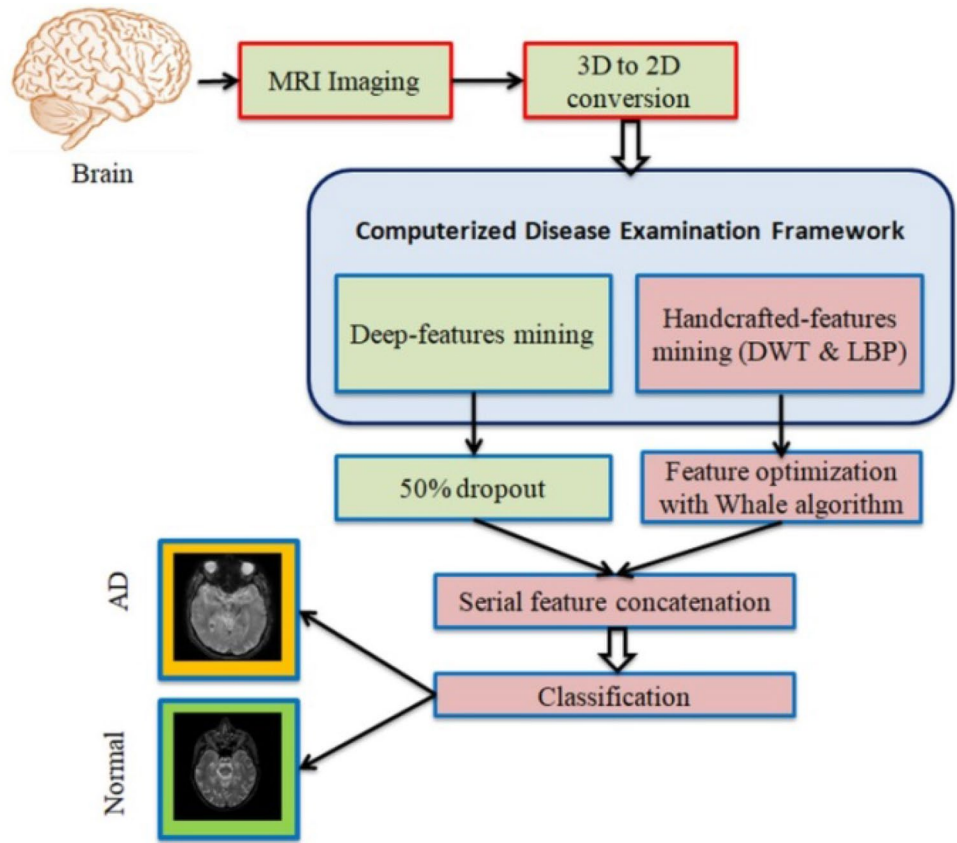 Brain
MRI Imaging
3D to 2D
conversion
Computerized Disease Examination Framework
Deep-features mining
Handcrafted-features
mining (DWT & LBP)
50% dropout
Feature optimization
with Whale algorithm
Serial feature concatenation
Classification
AD
Normal